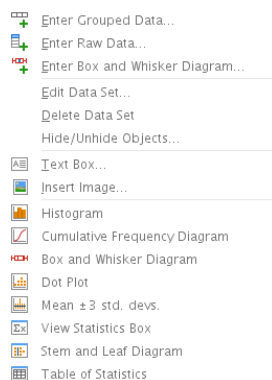 Enter Grouped Data...
Enter Raw Data...
Enter Box and Whisker Diagram...
Edit Data Set...
Delete Data Set
Hide/Unhide Objects...
Text Box...
Insert Image...
Histogram
Cumulative Frequency Diagram
Box and Whisker Diagram
Dot Plot
Mean ±3 std. devs.
View Statistics Box
Stem and Leaf Diagram
Table of Statistics